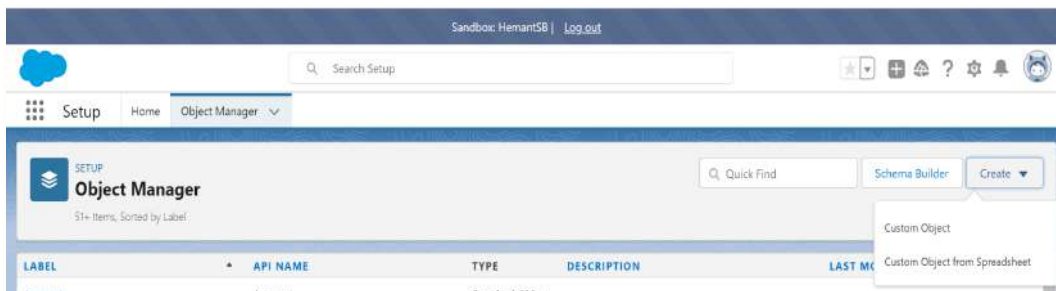 Sandbox: HemantSB | Log out
Search Setup
Setup Home Object Manager
SETUP
Object Manager
51+ Items, Sorted by Label
Quick Find
Schema Builder
Create
Custom Object
Custom Object from Spreadsheet
LABEL API NAME TYPE DESCRIPTION LAST MO